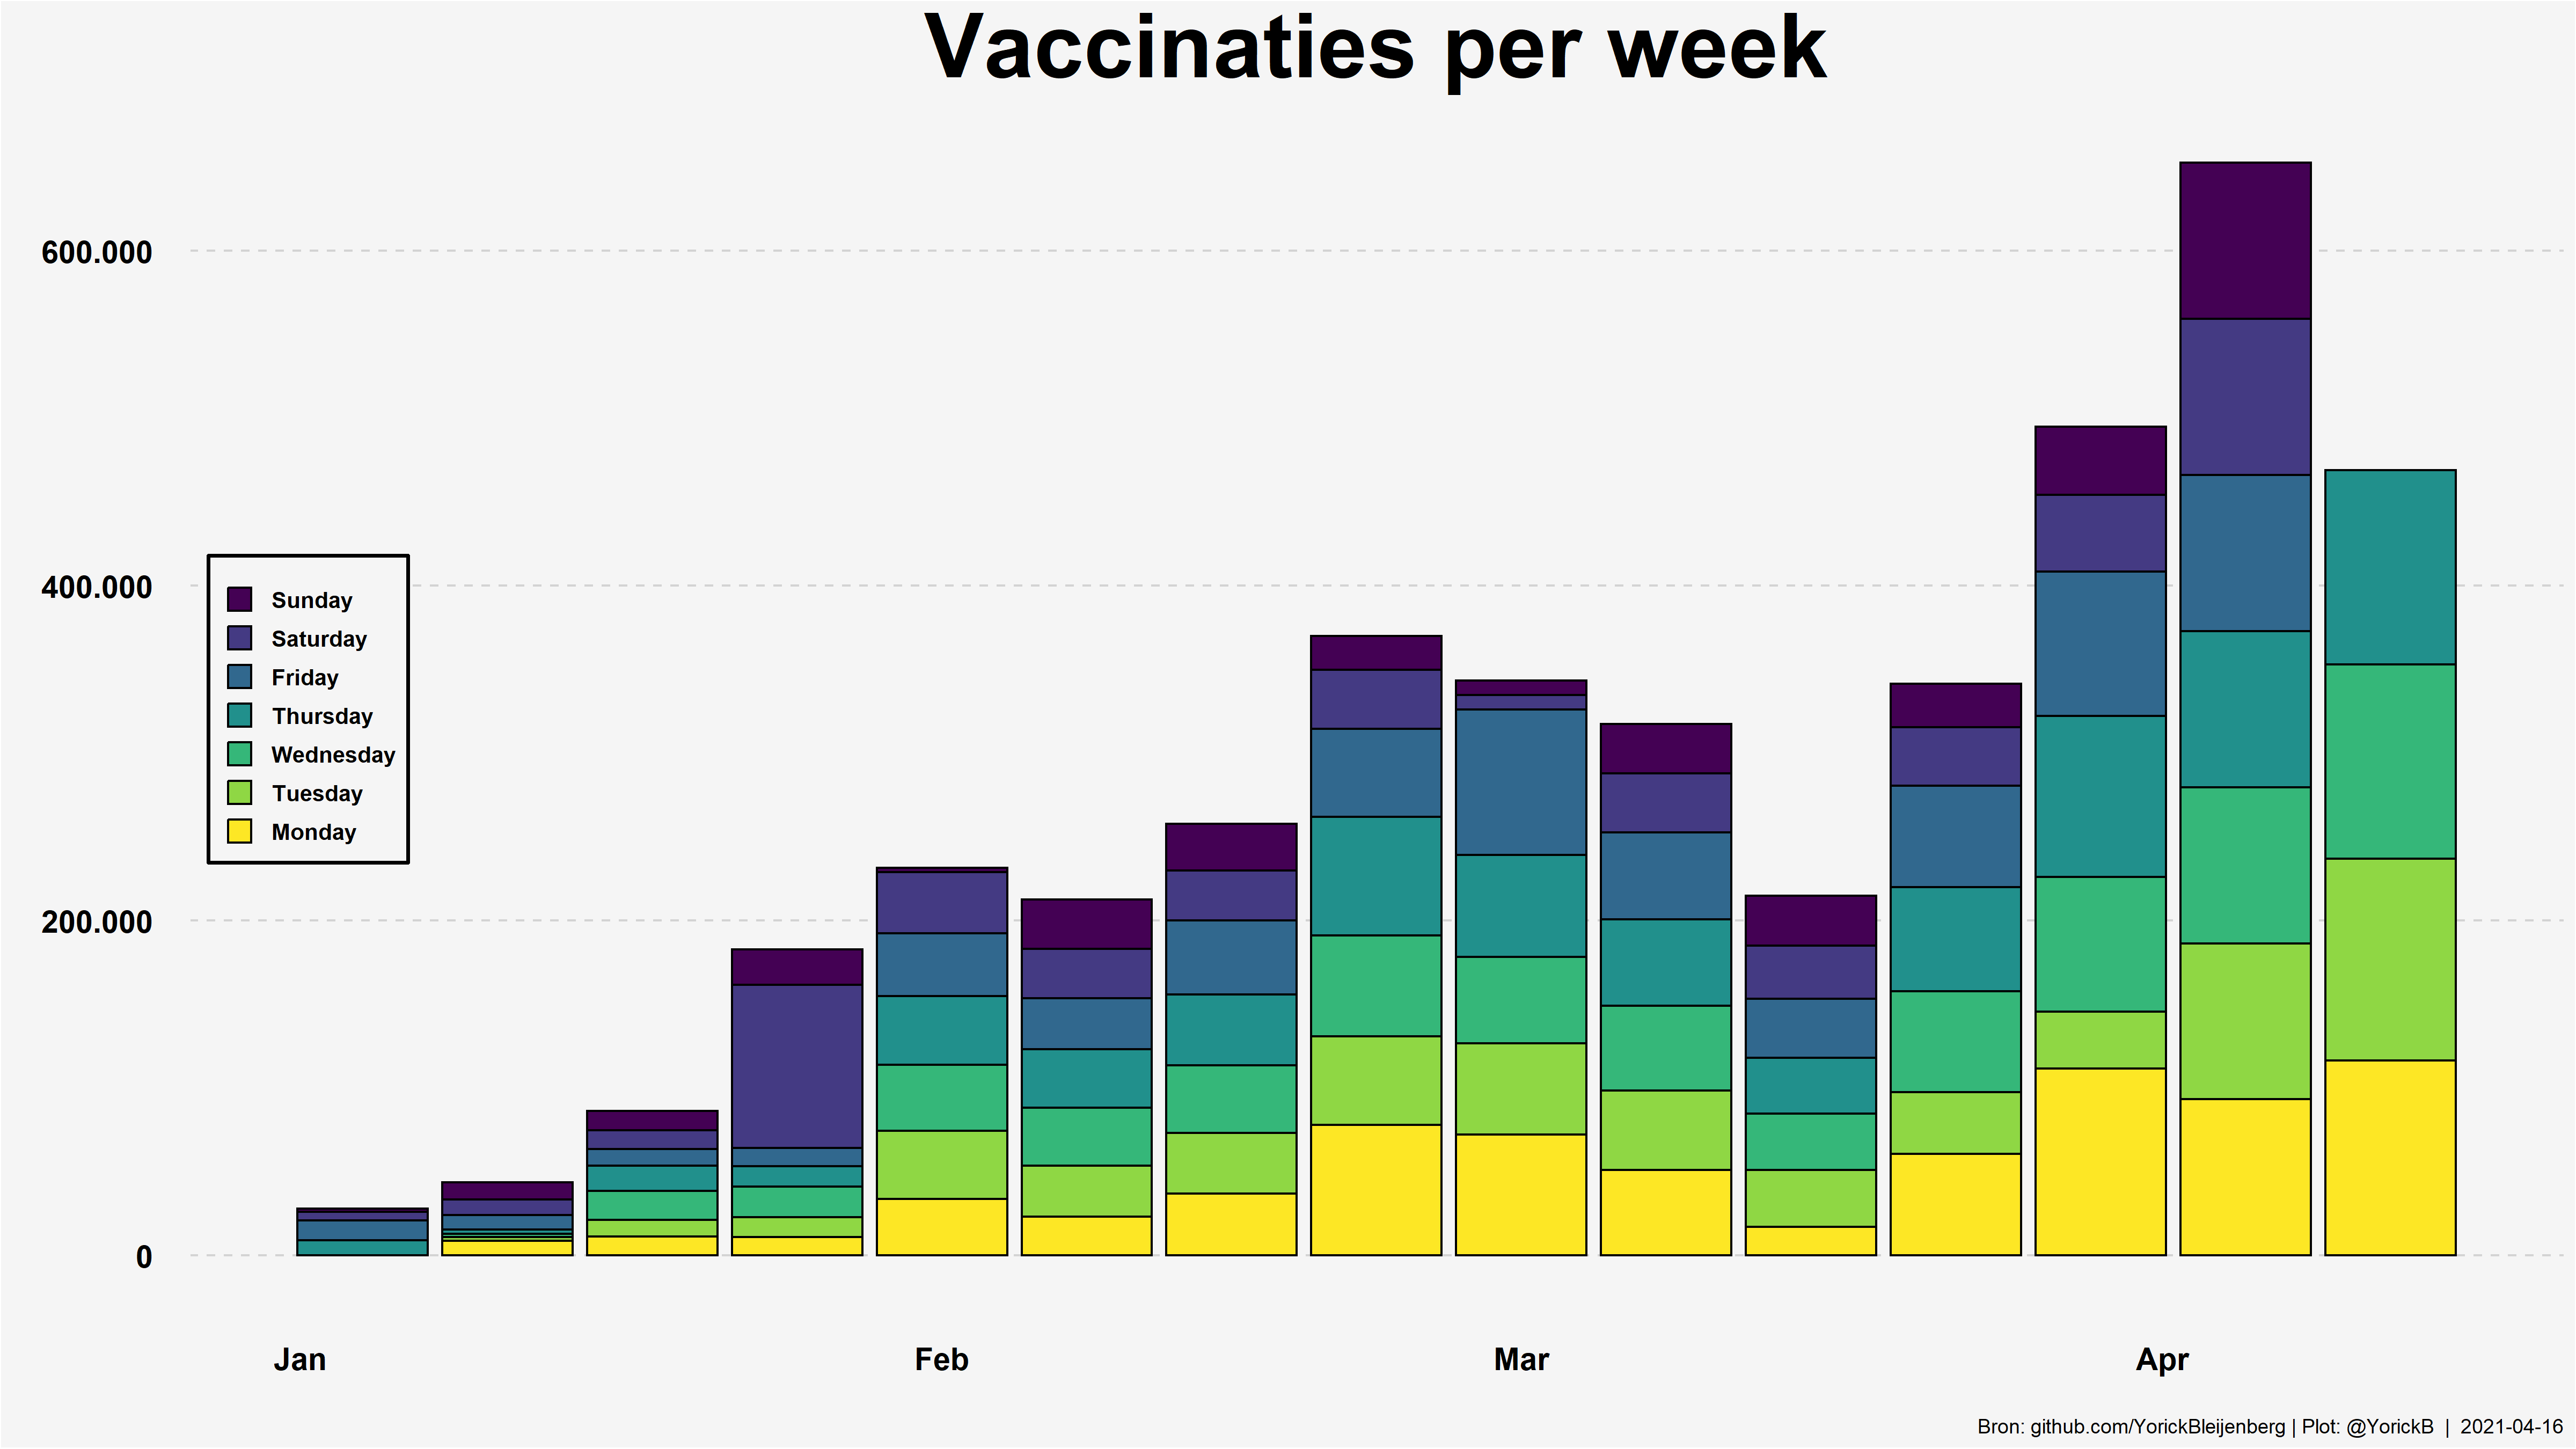 Vaccinaties per week
600.000
400.000
200.000
0
Sunday
Saturday
Friday
Thursday
Wednesday
Tuesday
Monday
Jan Feb Mar Apr
Bron: github.com/YorickBleijenberg | Plot: @YorickB | 2021-04-16